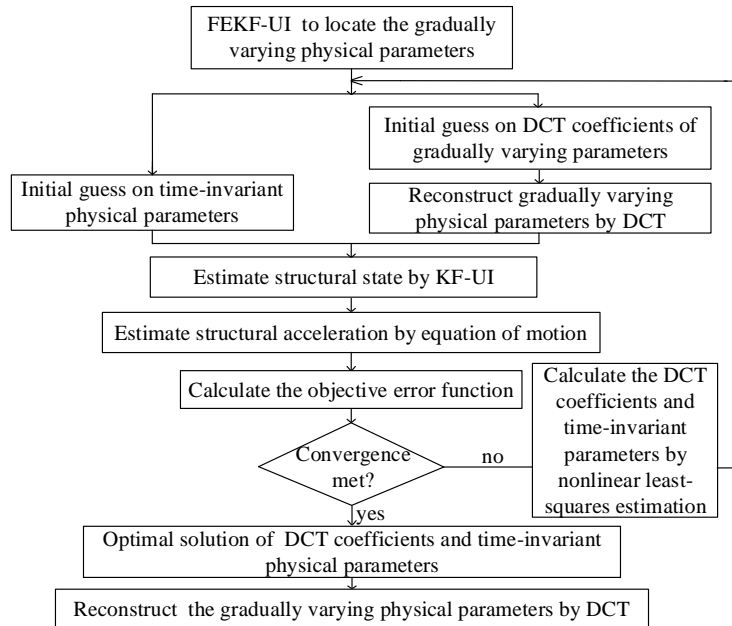 FEKF-UI to locate the gradually
varying physical parameters
Initial guess on DCT coefficients of
gradually varying parameters
Initial guess on time-invariant
physical parameters
Reconstruct gradually varying
physical parameters by DCT
Estimate structural state by KF-UI
Estimate structural acceleration by equation of motion
Calculate the objective error function
Convergence
met?
no
Calculate the DCT
coefficients and
time-invariant
parameters by
nonlinear least-
squares estimation
yes
Optimal solution of DCT coefficients and time-invariant
physical parameters
Reconstruct the gradually varying physical parameters by DCT